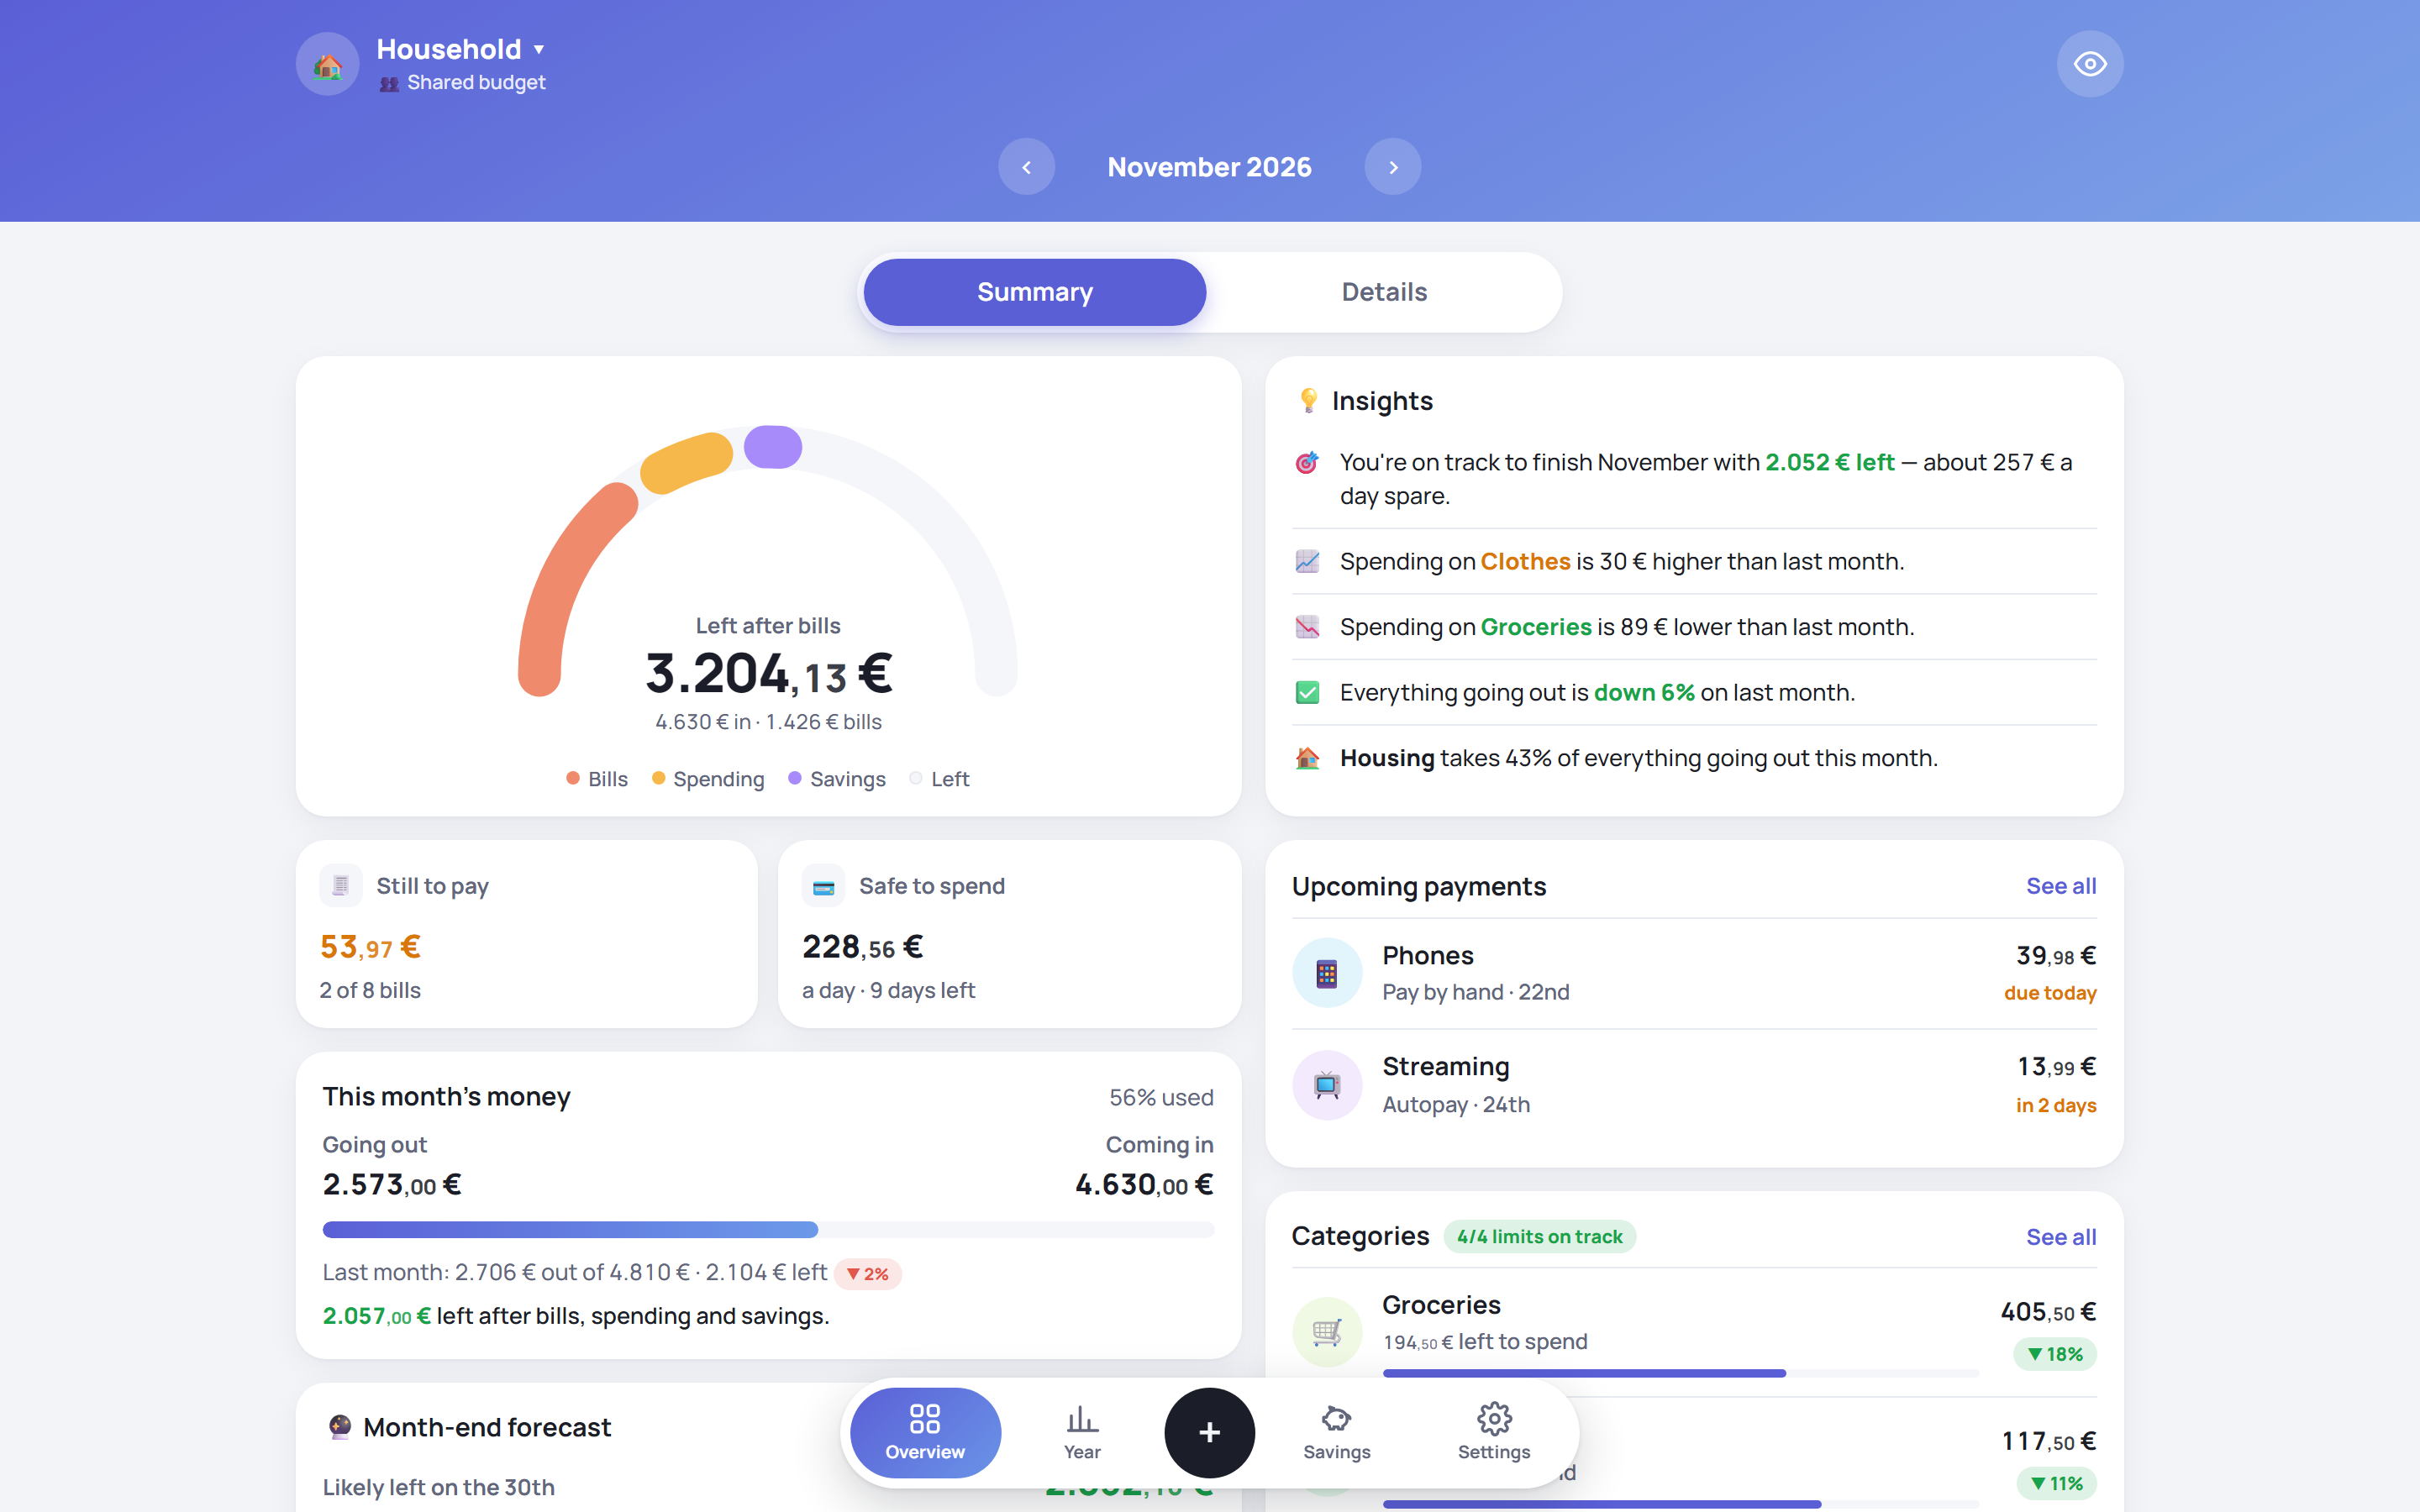 Household ▼
Shared budget
November 2026
Summary
Details
Left after bills
3.204,13 €
4.630 € in · 1.426 € bills
Bills
Spending
Savings
Left
Insights
You're on track to finish November with 2.052 € left — about 257 € a
day spare.
Spending on Clothes is 30 € higher than last month.
Spending on Groceries is 89 € lower than last month.
Everything going out is down 6% on last month.
Housing takes 43% of everything going out this month.
Still to pay
53,97 €
2 of 8 bills
Safe to spend
228,56 €
a day · 9 days left
Upcoming payments
See all
Phones
39,98 €
Pay by hand · 22nd
due today
Streaming
13,99 €
Autopay · 24th
in 2 days
This month’s money
56% used
Going out
Coming in
2.573,00 €
4.630,00 €
Last month: 2.706 € out of 4.810 € · 2.104 € left ▼ 2%
2.057,00 € left after bills, spending and savings.
Categories
4/4 limits on track
See all
Groceries
405,50 €
194,50 € left to spend
▼ 18%
117,50 €
▼ 11%
Month-end forecast
Likely left on the 30th
Overview
Year
+
Savings
Settings